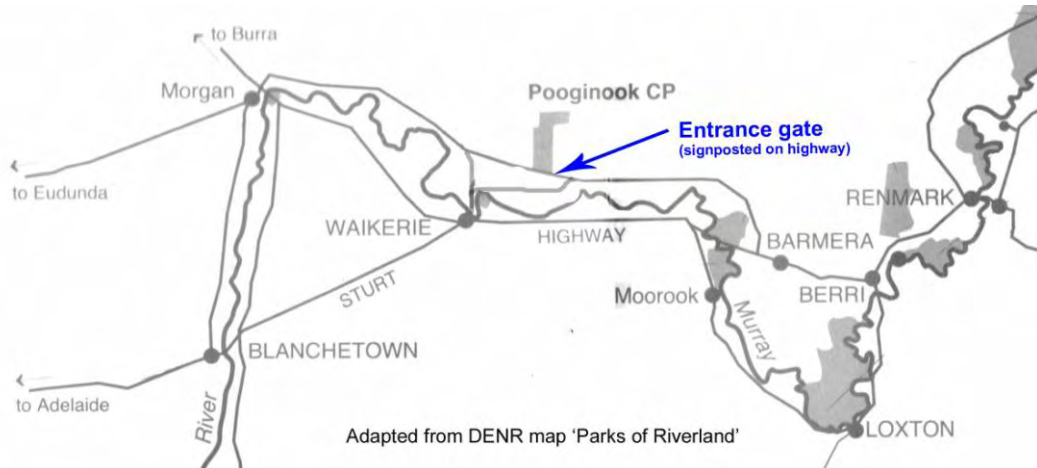 to Burra
Morgan
Pooginook CP
Entrance gate
(signposted on highway)
to Eudunda
RENMARK
WAIKERIE
HIGHWAY
BARMERA
STURT
Moorook
BERRI
Murray
BLANCHETOWN
to Adelaide
River
Adapted from DENR map ‘Parks of Riverland’
LOXTON